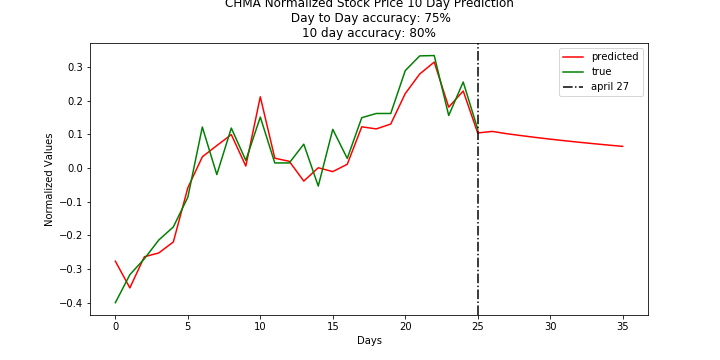 CHMA Normalized Stock Price 10 Day Prediction
Day to Day accuracy: 75%
10 day accuracy: 80%
predicted
true
april 27
Normalized Values
0.3
0.2
0.1
0.0
−0.1
−0.2
−0.3
−0.4
0 5 10 15 20 25 30 35
Days